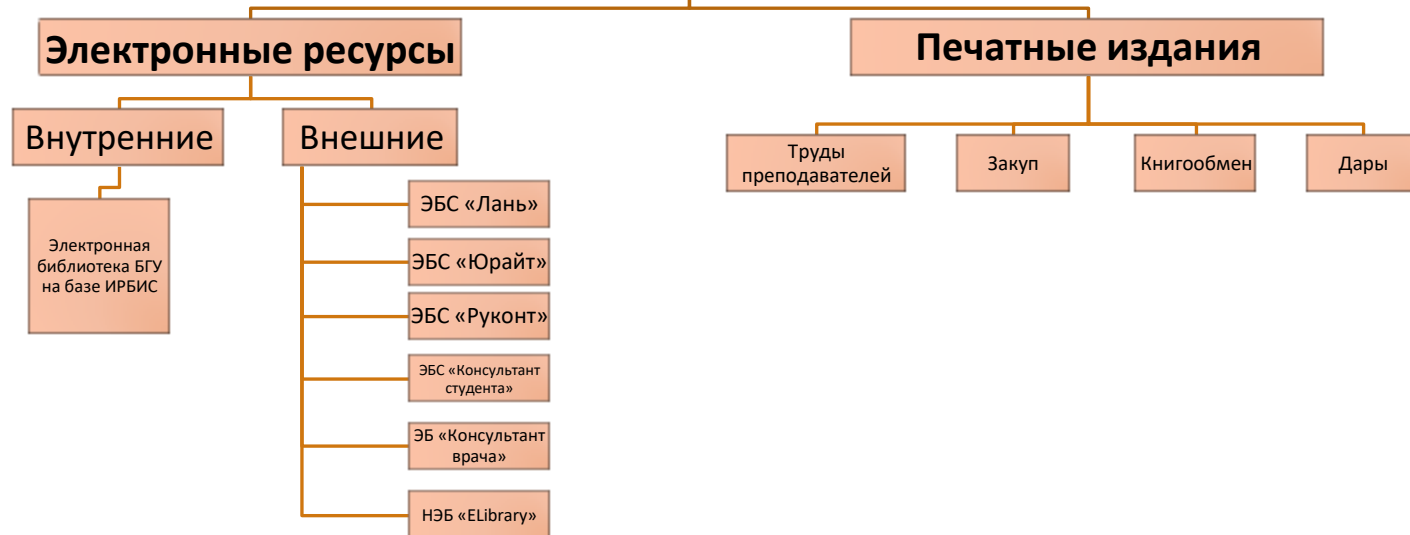 Электронные ресурсы
Печатные издания
Внутренние
Внешние
Труды
преподавателей
Закуп
Книгообмен
Дары
Электронная
библиотека БГУ
на базе ИРБИС
ЭБС «Лань»
ЭБС «Юрайт»
ЭБС «Руконт»
ЭБС «Консультант
студента»
ЭБ «Консультант
врача»
НЭБ «ELibrary»